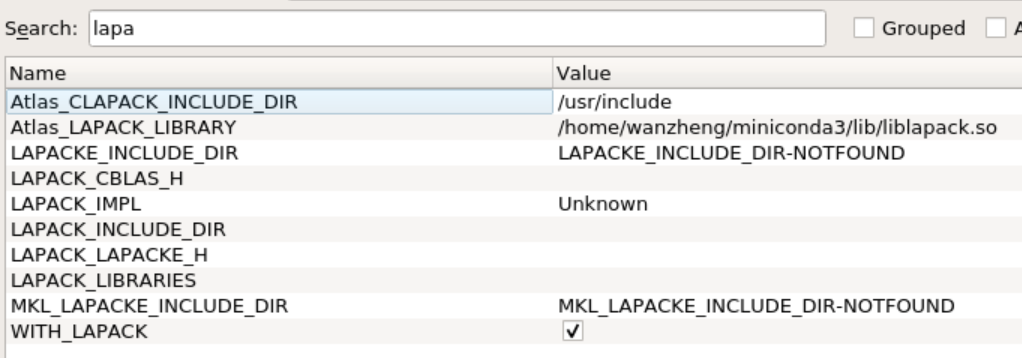 Search: lapa Grouped A
Name Value
Atlas_CLAPACK_INCLUDE_DIR /usr/include
Atlas_LAPACK_LIBRARY /home/wanzheng/miniconda3/lib/liblapack.so
LAPACKE_INCLUDE_DIR LAPACKE_INCLUDE_DIR-NOTFOUND
LAPACK_CBLAS_H
LAPACK_IMPL Unknown
LAPACK_INCLUDE_DIR
LAPACK_LAPACKE_H
LAPACK_LIBRARIES
MKL_LAPACKE_INCLUDE_DIR MKL_LAPACKE_INCLUDE_DIR-NOTFOUND
WITH_LAPACK